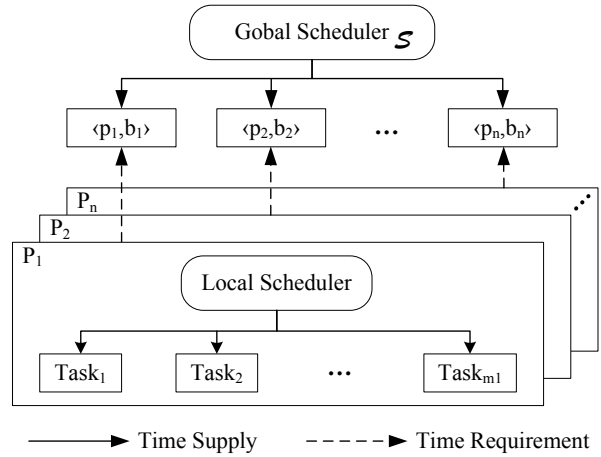 Gobal Scheduler S
‹p₁,b₁› ‹p₂,b₂› ... ‹pₙ,bₙ›
Pₙ
P₂
P₁
Local Scheduler
Task₁ Task₂ ... Taskₘ₁
Time Supply Time Requirement